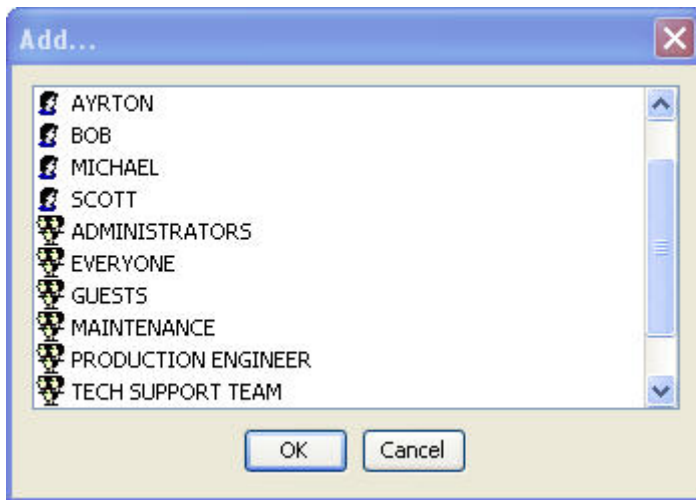 Add...
AYRTON
BOB
MICHAEL
SCOTT
ADMINISTRATORS
EVERYONE
GUESTS
MAINTENANCE
PRODUCTION ENGINEER
TECH SUPPORT TEAM
OK Cancel